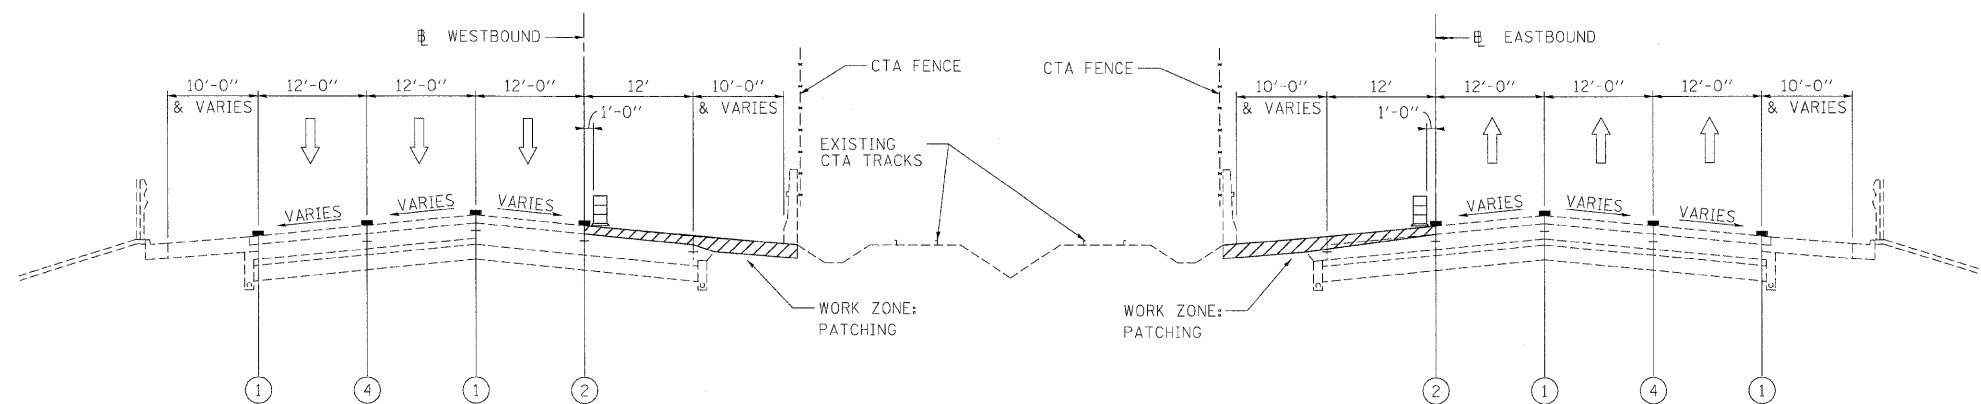 ℄ WESTBOUND
℄ EASTBOUND
CTA FENCE
CTA FENCE
10'-0" 12'-0" 12'-0" 12'-0" 12' 10'-0"
& VARIES & VARIES
1'-0"
10'-0" 12' 12'-0" 12'-0" 12'-0" 10'-0"
& VARIES & VARIES
1'-0"
EXISTING
CTA TRACKS
VARIES VARIES VARIES
VARIES VARIES VARIES
WORK ZONE:
PATCHING
WORK ZONE:
PATCHING
1 4 1 2
2 1 4 1